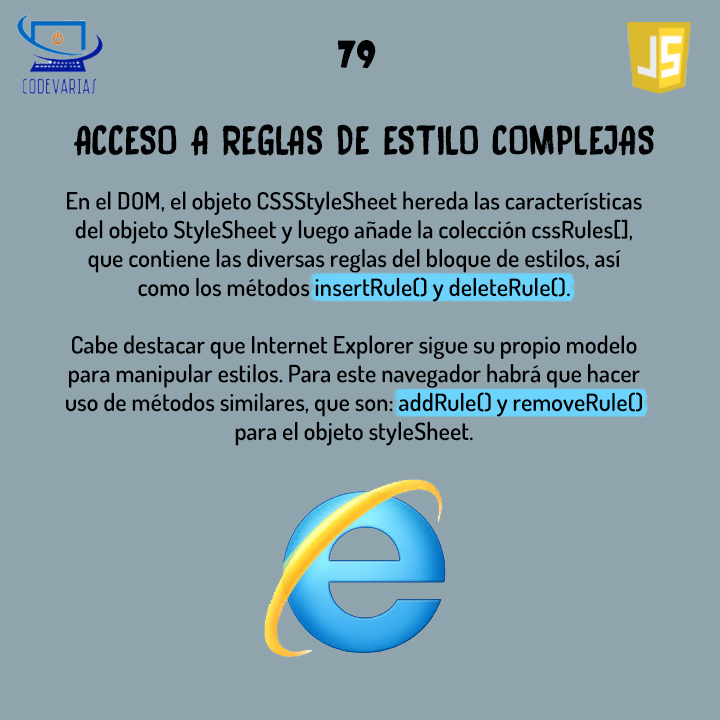 CODEVARIAS
79
JS
ACCESO A REGLAS DE ESTILO COMPLEJAS
En el DOM, el objeto CSSStyleSheet hereda las características
del objeto StyleSheet y luego añade la colección cssRules[],
que contiene las diversas reglas del bloque de estilos, así
como los métodos insertRule() y deleteRule().
Cabe destacar que Internet Explorer sigue su propio modelo
para manipular estilos. Para este navegador habrá que hacer
uso de métodos similares, que son: addRule() y removeRule()
para el objeto styleSheet.